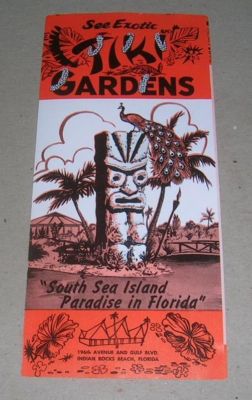 See Exotic
TIKI
GARDENS
"South Sea Island
Paradise in Florida"
196th AVENUE AND GULF BLVD.
INDIAN ROCKS BEACH, FLORIDA